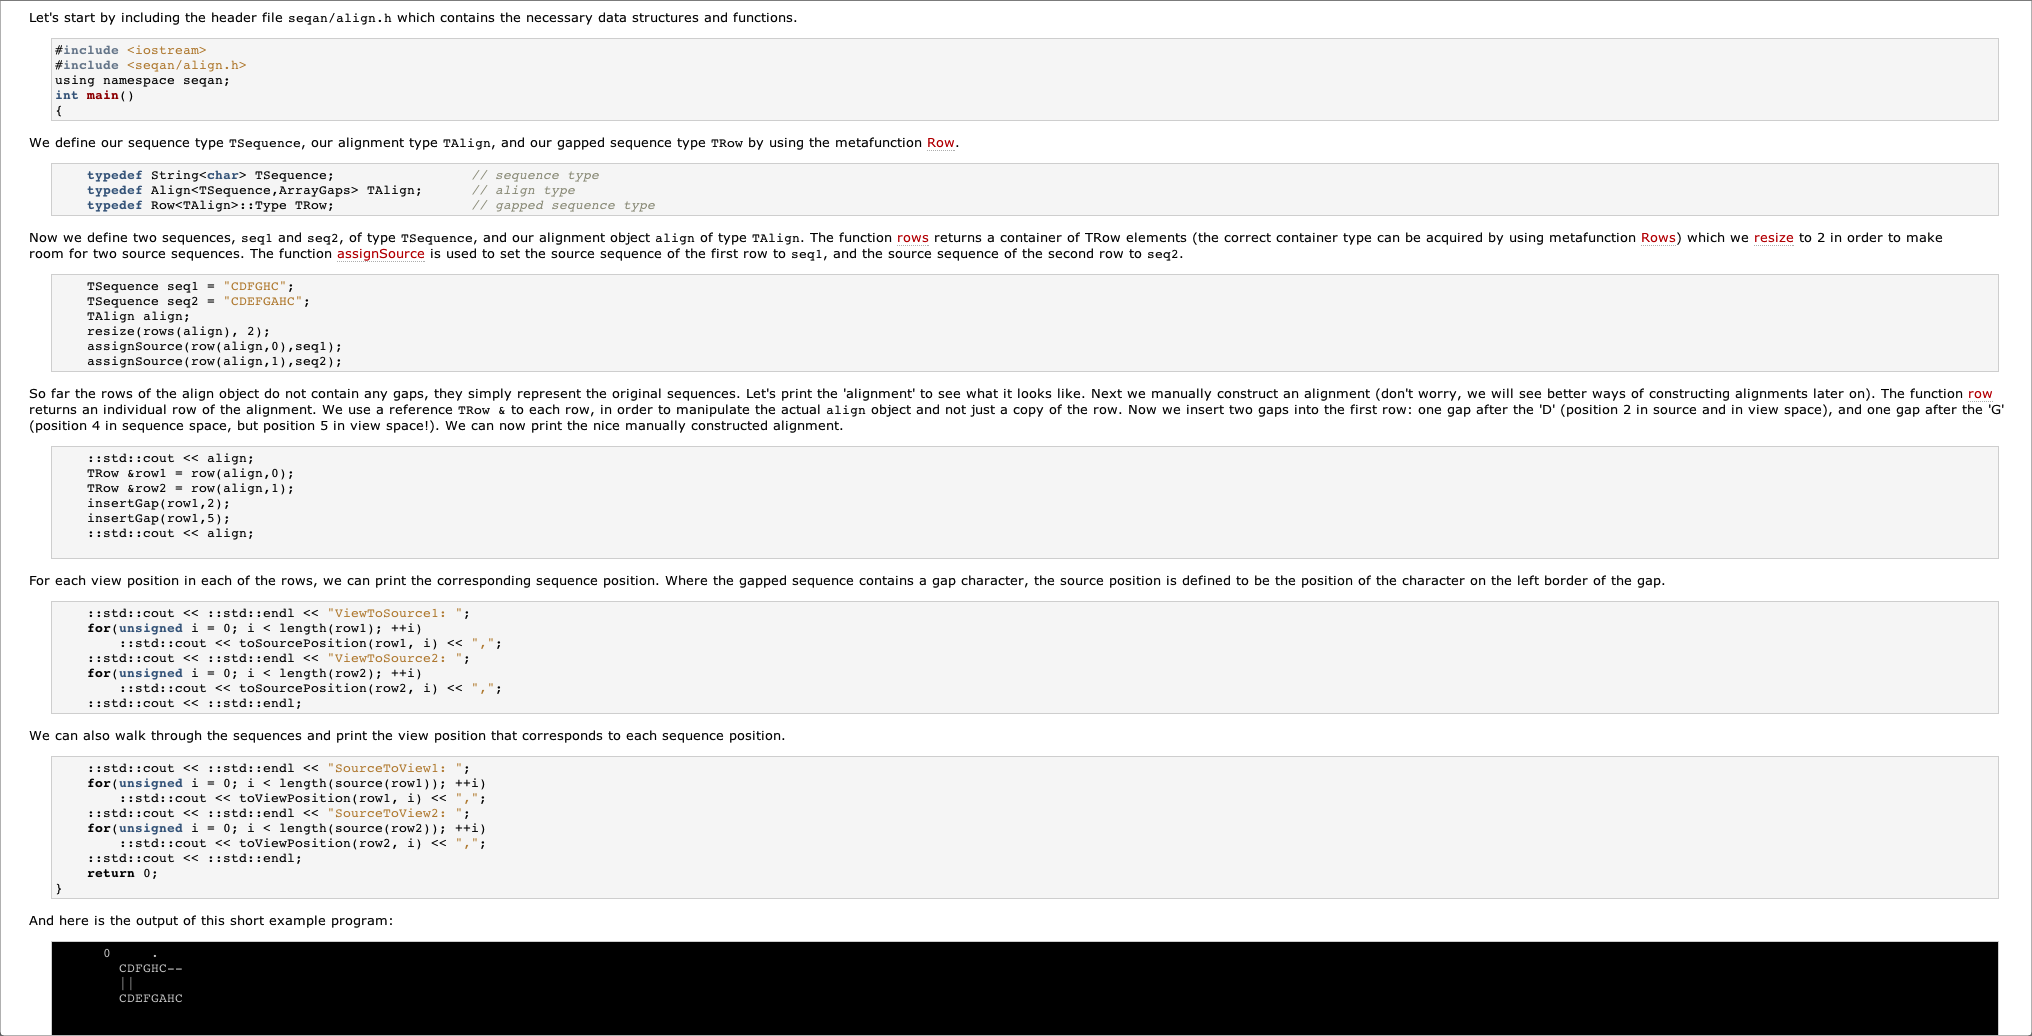 Let's start by including the header file seqan/align.h which contains the necessary data structures and functions.
#include <iostream>
#include <seqan/align.h>
using namespace seqan;
int main()
{
We define our sequence type TSequence, our alignment type TAlign, and our gapped sequence type TRow by using the metafunction Row.
typedef String<char> TSequence; // sequence type
typedef Align<TSequence,ArrayGaps> TAlign; // align type
typedef Row<TAlign>::Type TRow; // gapped sequence type
Now we define two sequences, seq1 and seq2, of type TSequence, and our alignment object align of type TAlign. The function rows returns a container of TRow elements (the correct container type can be acquired by using metafunction Rows) which we resize to 2 in order to make
room for two source sequences. The function assignSource is used to set the source sequence of the first row to seq1, and the source sequence of the second row to seq2.
TSequence seq1 = "CDFGHC";
TSequence seq2 = "CDEFGAHC";
TAlign align;
resize(rows(align), 2);
assignSource(row(align,0),seq1);
assignSource(row(align,1),seq2);
So far the rows of the align object do not contain any gaps, they simply represent the original sequences. Let's print the 'alignment' to see what it looks like. Next we manually construct an alignment (don't worry, we will see better ways of constructing alignments later on). The function row
returns an individual row of the alignment. We use a reference TRow & to each row, in order to manipulate the actual align object and not just a copy of the row. Now we insert two gaps into the first row: one gap after the 'D' (position 2 in source and in view space), and one gap after the 'G'
(position 4 in sequence space, but position 5 in view space!). We can now print the nice manually constructed alignment.
::std::cout << align;
TRow &row1 = row(align,0);
TRow &row2 = row(align,1);
insertGap(row1,2);
insertGap(row1,5);
::std::cout << align;
For each view position in each of the rows, we can print the corresponding sequence position. Where the gapped sequence contains a gap character, the source position is defined to be the position of the character on the left border of the gap.
::std::cout << ::std::endl << "ViewToSource1: ";
for(unsigned i = 0; i < length(row1); ++i)
::std::cout << toSourcePosition(row1, i) << ",";
::std::cout << ::std::endl << "ViewToSource2: ";
for(unsigned i = 0; i < length(row2); ++i)
::std::cout << toSourcePosition(row2, i) << ",";
::std::cout << ::std::endl;
We can also walk through the sequences and print the view position that corresponds to each sequence position.
::std::cout << ::std::endl << "SourceToView1: ";
for(unsigned i = 0; i < length(source(row1)); ++i)
::std::cout << toViewPosition(row1, i) << ",";
::std::cout << ::std::endl << "SourceToView2: ";
for(unsigned i = 0; i < length(source(row2)); ++i)
::std::cout << toViewPosition(row2, i) << ",";
::std::cout << ::std::endl;
return 0;
}
And here is the output of this short example program:
0 .
CDFGHC--
||
CDEFGAHC